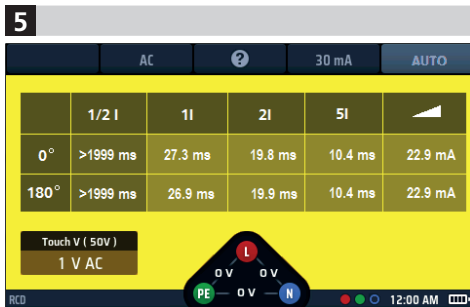 5
AC ? 30 mA AUTO
1/2 I 1I 2I 5I
0° >1999 ms 27.3 ms 19.8 ms 10.4 ms 22.9 mA
180° >1999 ms 26.9 ms 19.9 ms 10.4 ms 22.9 mA
Touch V ( 50V )
1 V AC
L
0 V 0 V
PE 0 V N
RCD 12:00 AM